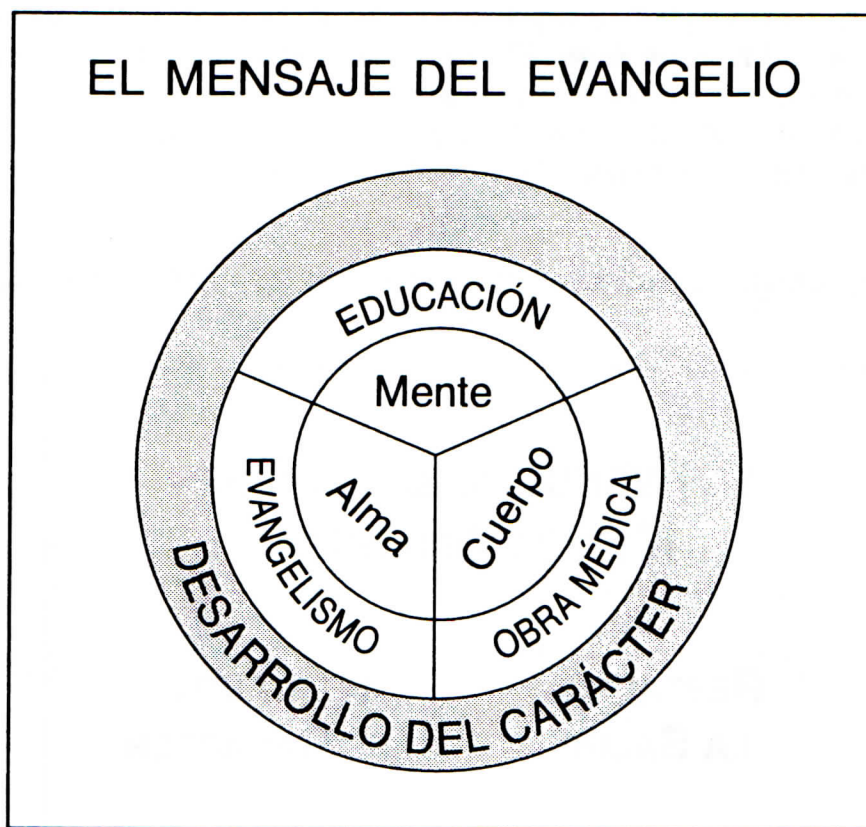 EL MENSAJE DEL EVANGELIO
EDUCACIÓN
Mente
Alma
Cuerpo
EVANGELISMO
OBRA MÉDICA
DESARROLLO DEL CARÁCTER